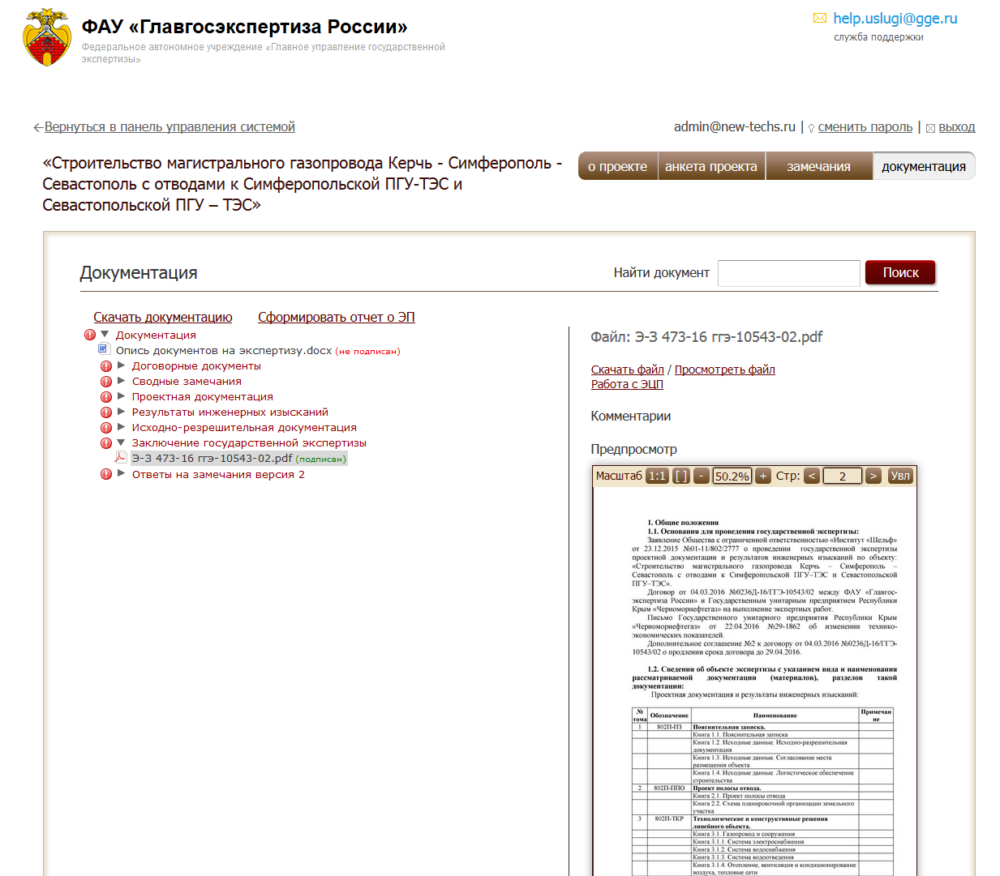 ФАУ «Главгосэкспертиза России»
Федеральное автономное учреждение «Главное управление государственной
экспертизы»
help.uslugi@gge.ru
служба поддержки
Вернуться в панель управления системой
admin@new-techs.ru | сменить пароль | выход
«Строительство магистрального газопровода Керчь - Симферополь -
Севастополь с отводами к Симферопольской ПГУ-ТЭС и
Севастопольской ПГУ – ТЭС»
о проекте
анкета проекта
замечания
документация
Документация
Найти документ
Поиск
Скачать документацию
Сформировать отчет о ЭП
Документация
Опись документов на экспертизу.docx (не подписан)
Договорные документы
Сводные замечания
Проектная документация
Результаты инженерных изысканий
Исходно-резрешительная документация
Заключение государственной экспертизы
Э-З 473-16 ггэ-10543-02.pdf (подписан)
Ответы на замечания версия 2
Файл: Э-З 473-16 ггэ-10543-02.pdf
Скачать файл / Просмотреть файл
Работа с ЭЦП
Комментарии
Предпросмотр
Масштаб 1:1 [ ] - 50.2% + Стр: < 2 > Увл
1. Общие положения
1.1. Основания для проведения государственной экспертизы:
Заявление Общества с ограниченной ответственностью «Институт «Шельф»
от 23.12.2015 №01-11/802/2777 о проведении государственной экспертизы
проектной документации и результатов инженерных изысканий по объекту:
«Строительство магистрального газопровода Керчь – Симферополь –
Севастополь с отводами к Симферопольской ПГУ–ТЭС и Севастопольской
ПГУ–ТЭС».
Договор от 04.03.2016 №0236Д-16/ГГЭ-10543/02 между ФАУ «Главгос-
экспертиза России» и Государственным унитарным предприятием Республики
Крым «Черноморнефтегаз» на выполнение экспертных работ.
Письмо Государственного унитарного предприятия Республики Крым
«Черноморнефтегаз» от 22.04.2016 №29-1862 об изменении технико-
экономических показателей.
Дополнительное соглашение №2 к договору от 04.03.2016 №0236Д-16/ГГЭ-
10543/02 о продлении срока договора до 29.04.2016.
1.2. Сведения об объекте экспертизы с указанием вида и наименования
рассматриваемой документации (материалов), разделов такой
документации:
Проектная документация и результаты инженерных изысканий:
№ тома Обозначение Наименование Примечан
ие
1 802П-ПЗ Пояснительная записка.
Книга 1.1. Пояснительная записка
Книга 1.2. Исходные данные. Исходно-разрешительная
документация
Книга 1.3. Исходные данные. Согласование места
размещения объекта
Книга 1.4. Исходные данные. Логистическое обеспечение
строительства
2 802П-ППО Проект полосы отвода.
Книга 2.1. Проект полосы отвода
Книга 2.2. Схема планировочной организации земельного
участка
3 802П-ТКР Технологические и конструктивные решения
линейного объекта.
Книга 3.1. Газопровод и сооружения
Книга 3.1.1. Система электроснабжения
Книга 3.1.2. Система водоснабжения
Книга 3.1.3. Система водоотведения
Книга 3.1.4. Отопление, вентиляция и кондиционирование
воздуха, тепловые сети